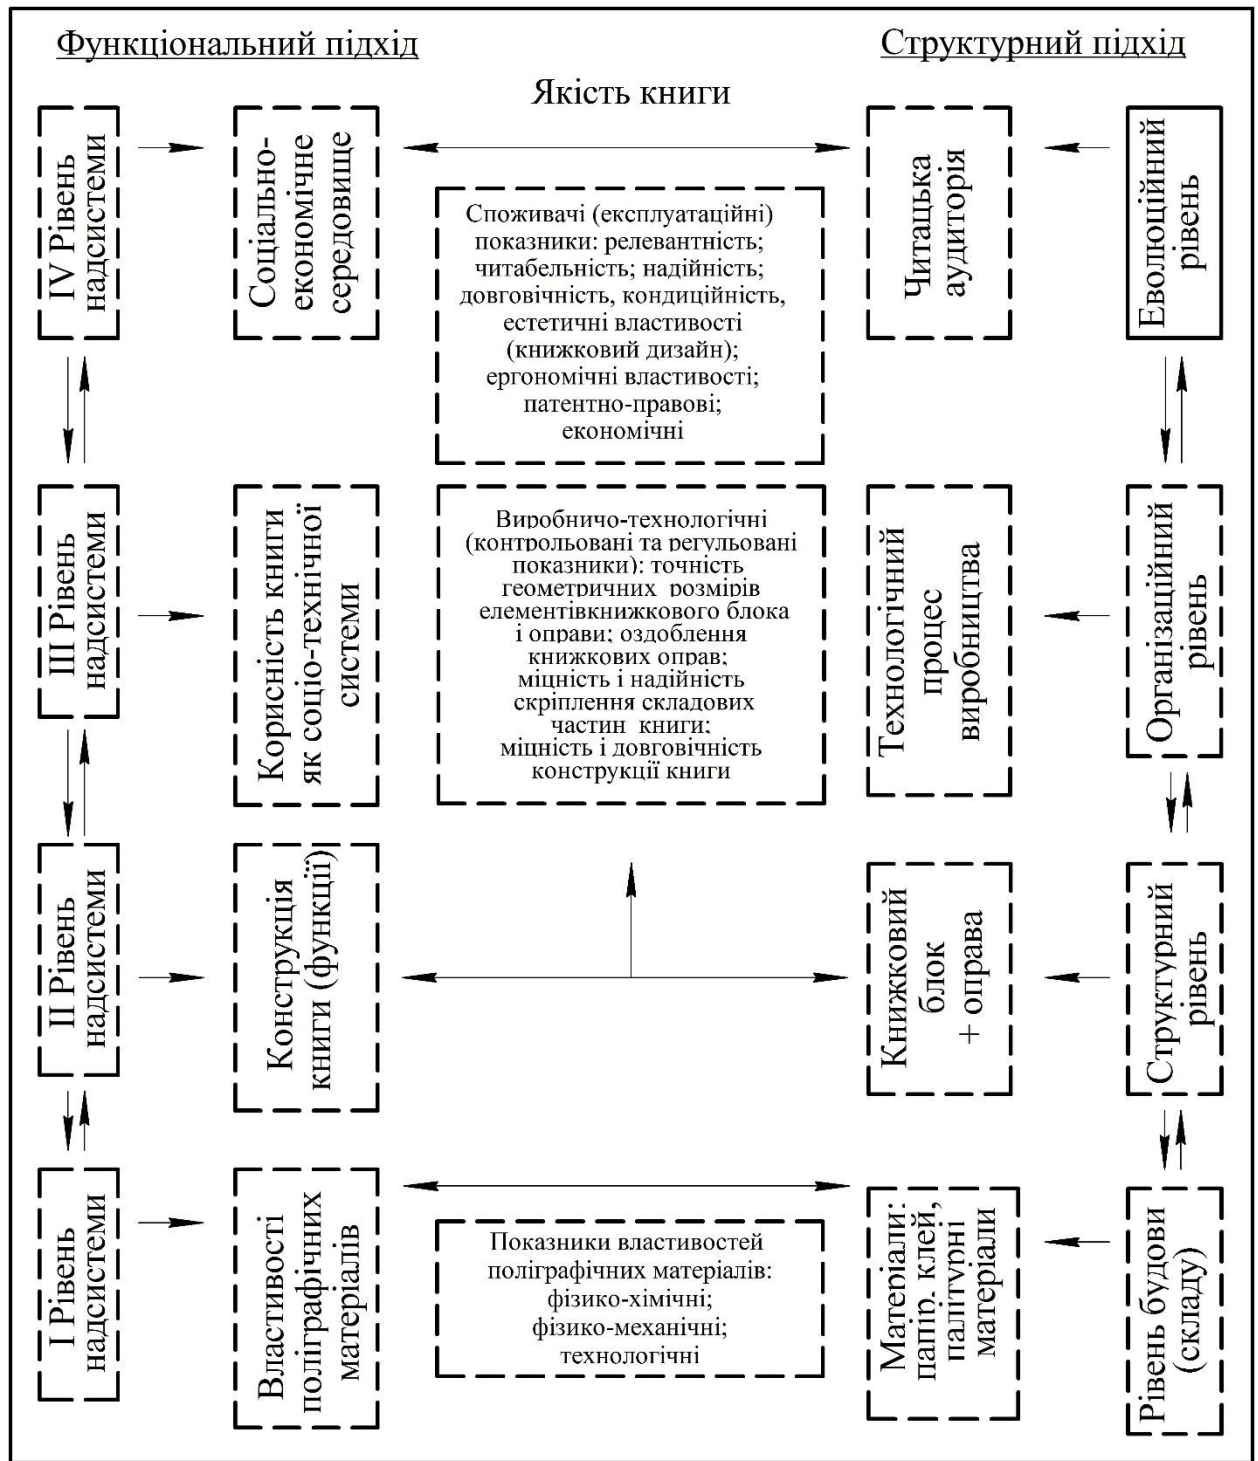 Функціональний підхід
Структурний підхід
Якість книги
IV Рівень
надсистеми
Соціально-
економічне
середовище
Споживачі (експлуатаційні)
показники: релевантність;
читабельність; надійність;
довговічність, кондиційність,
естетичні властивості
(книжковий дизайн);
ергономічні властивості;
патентно-правові;
економічні
Читацька
аудиторія
Еволюційний
рівень
III Рівень
надсистеми
Корисність книги
як соціо-технічної
системи
Виробничо-технологічні
(контрольовані та регульовані
показники): точність
геометричних розмірів
елементівкнижкового блока
і оправи; оздоблення
книжкових оправ;
міцність і надійність
скріплення складових
частин книги;
міцність і довговічність
конструкції книги
Технологічний
процес
виробництва
Організаційний
рівень
II Рівень
надсистеми
Конструкція
книги (функції)
Книжковий
блок
+ оправа
Структурний
рівень
I Рівень
надсистеми
Властивості
поліграфічних
матеріалів
Показники властивостей
поліграфічних матеріалів:
фізико-хімічні;
фізико-механічні;
технологічні
Матеріали:
папір, клей,
палітурні
матеріали
Рівень будови
(складу)